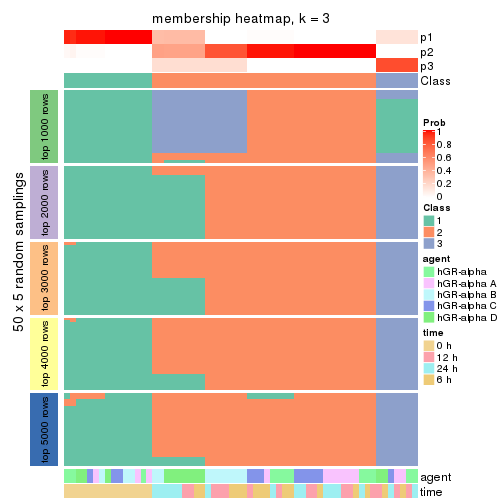 membership heatmap, k = 3
p1
p2
p3
Class
50 x 5 random samplings
top 1000 rows
top 2000 rows
top 3000 rows
top 4000 rows
top 5000 rows
agent
time
Prob
1
0.8
0.6
0.4
0.2
0
Class
1
2
3
agent
hGR-alpha
hGR-alpha A
hGR-alpha B
hGR-alpha C
hGR-alpha D
time
0 h
12 h
24 h
6 h